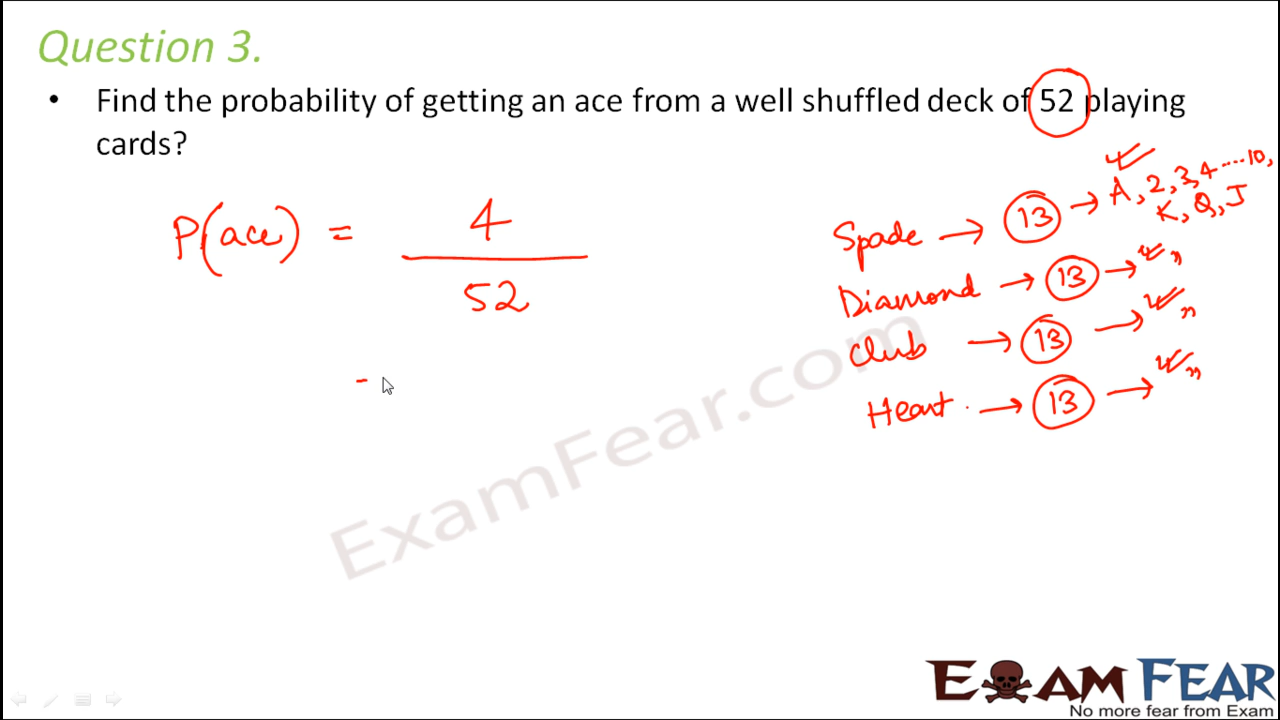 Question 3.
• Find the probability of getting an ace from a well shuffled deck of 52 playing
cards?
P(ace) = 4
52
Spade → 13 → A, 2, 3, 4 ....10,
K, Q, J
Diamond → 13 → "
Club → 13 → "
Heart → 13 → "
ExamFear.com
EXAM FEAR
No more fear from Exam